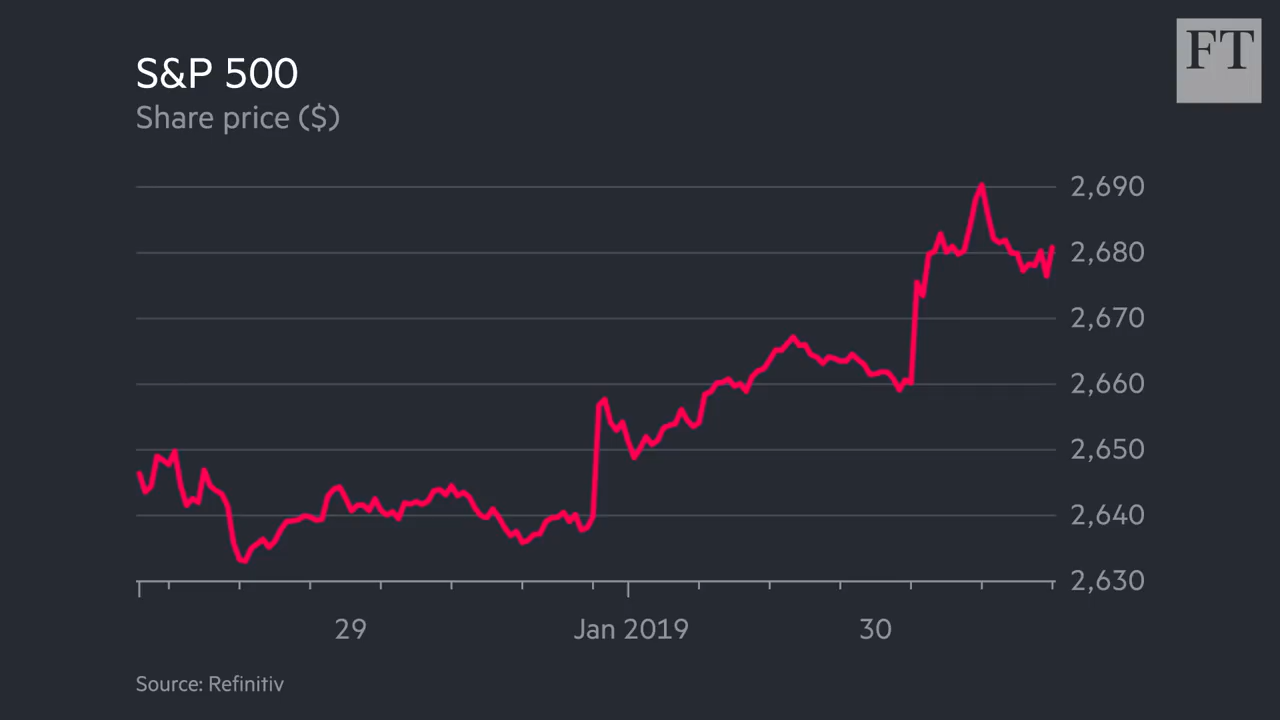 FT
S&P 500
Share price ($)
2,690
2,680
2,670
2,660
2,650
2,640
2,630
29
Jan 2019
30
Source: Refinitiv